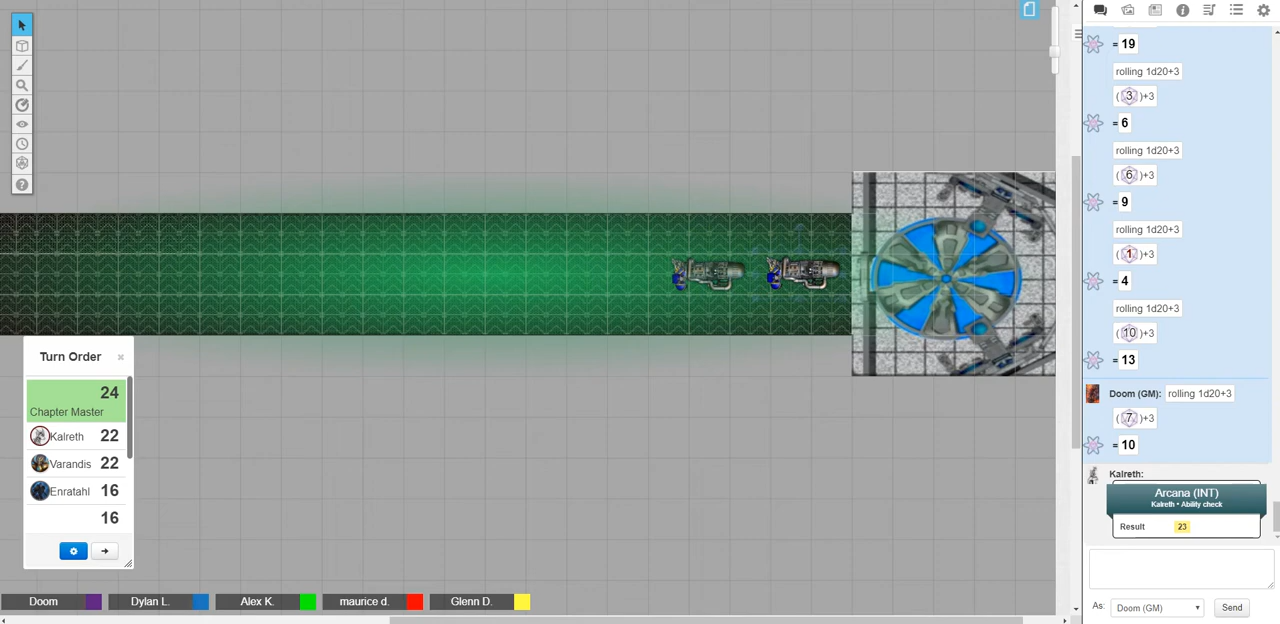 Turn Order ×
24
Chapter Master
Kalreth 22
Varandis 22
Enratahl 16
16
Doom
Dylan L.
Alex K.
maurice d.
Glenn D.
= 19
rolling 1d20+3
(3)+3
= 6
rolling 1d20+3
(6)+3
= 9
rolling 1d20+3
(1)+3
= 4
rolling 1d20+3
(10)+3
= 13
Doom (GM): rolling 1d20+3
(7)+3
= 10
Kalreth:
Arcana (INT)
Kalreth • Ability check
Result 23
As: Doom (GM) Send